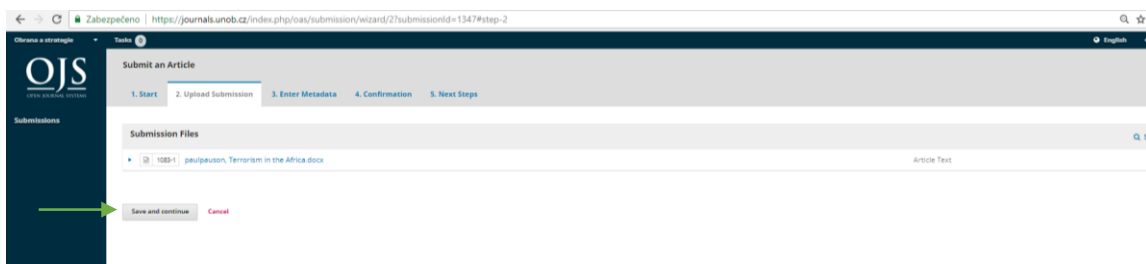 Zabezpečeno | https://journals.unob.cz/index.php/oas/submission/wizard/2?submissionId=1347#step-2
Obrana a strategie Tasks 0 English
OJS
OPEN JOURNAL SYSTEMS
Submissions
Submit an Article
1. Start 2. Upload Submission 3. Enter Metadata 4. Confirmation 5. Next Steps
Submission Files
1083-1 paulpauson, Terrorism in the Africa.docx Article Text
Save and continue Cancel